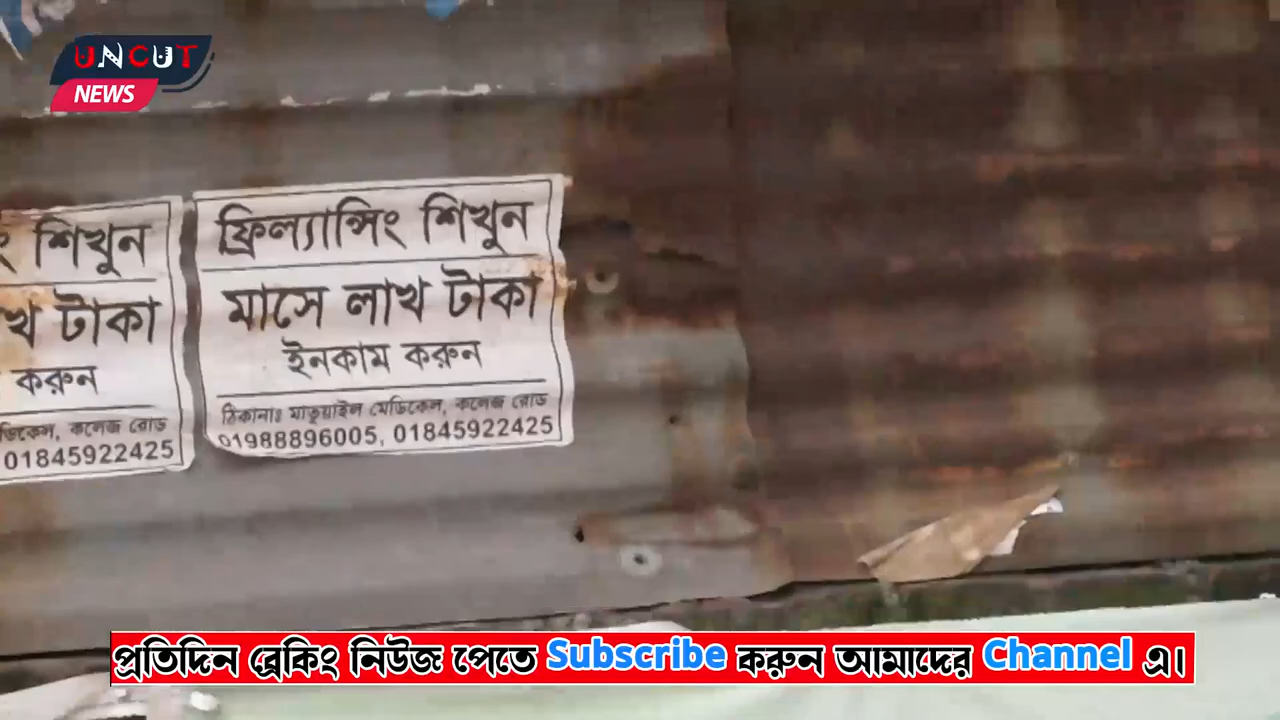 UNCUT
NEWS
ং শিখুন
খ টাকা
করুন
ডিকেল, কলেজ রোড
01845922425
ফ্রিল্যান্সিং শিখুন
মাসে লাখ টাকা
ইনকাম করুন
ঠিকানাঃ মাতুয়াইল মেডিকেল, কলেজ রোড
01988896005, 01845922425
প্রতিদিন ব্রেকিং নিউজ পেতে Subscribe করুন আমাদের Channel এ।